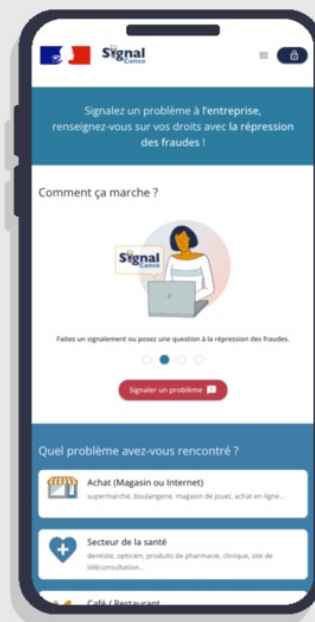 Signal
Conso
Signalez un problème à l'entreprise,
renseignez-vous sur vos droits avec la répression
des fraudes !
Comment ça marche ?
Signal
Conso
Faites un signalement ou posez une question à la répression des fraudes.
Signaler un problème
Quel problème avez-vous rencontré ?
Achat (Magasin ou Internet)
supermarché, boulangerie, magasin de jouet, achat en ligne...
Secteur de la santé
dentiste, opticien, produits de pharmacie, clinique, site de
téléconsultation...
Café / Restaurant